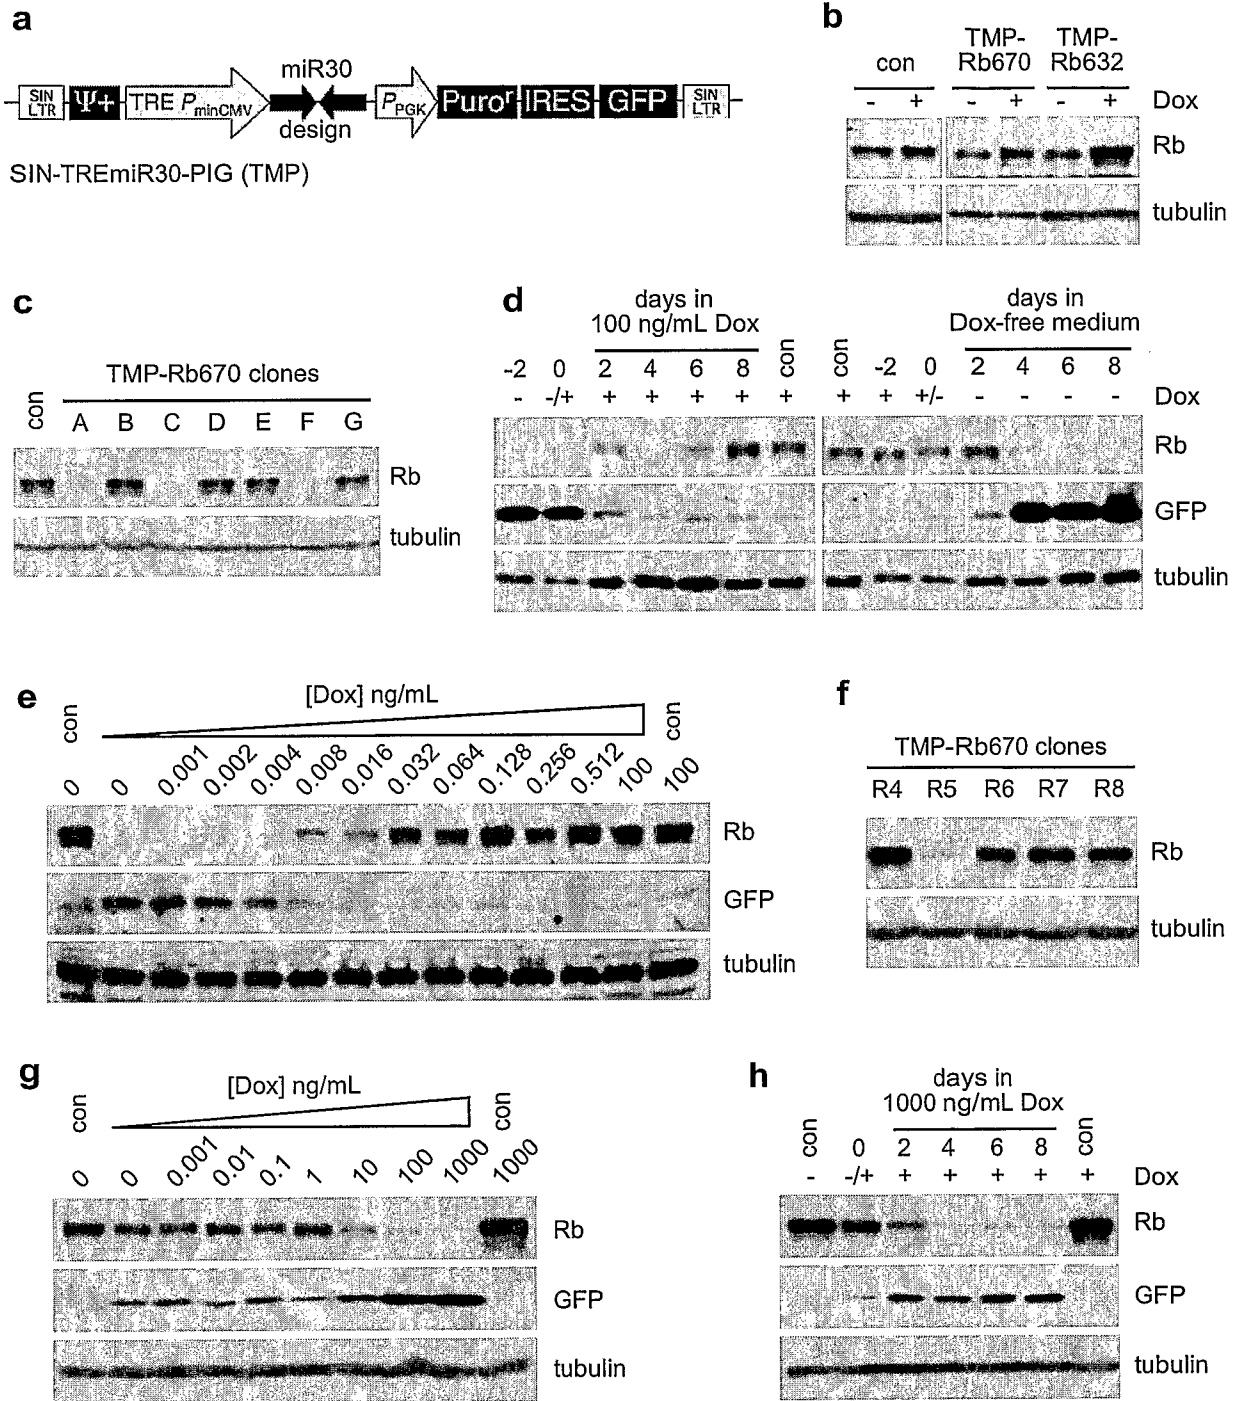 a
SIN
LTR
Ψ+
TRE PminCMV
miR30
design
PPGK
Puroʳ
IRES
GFP
SIN
LTR
SIN-TREmiR30-PIG (TMP)
b
con
TMP-
Rb670
TMP-
Rb632
- + - + - + Dox
Rb
tubulin
c
TMP-Rb670 clones
con A B C D E F G
Rb
tubulin
d
days in
100 ng/mL Dox
days in
Dox-free medium
-2 0 2 4 6 8 con con -2 0 2 4 6 8
- -/+ + + + + + + + +/- - - - - Dox
Rb
GFP
tubulin
e
[Dox] ng/mL
con con
0 0 0.001 0.002 0.004 0.008 0.016 0.032 0.064 0.128 0.256 0.512 100 100
Rb
GFP
tubulin
f
TMP-Rb670 clones
R4 R5 R6 R7 R8
Rb
tubulin
g
[Dox] ng/mL
con con
0 0 0.001 0.01 0.1 1 10 100 1000 1000
Rb
GFP
tubulin
h
days in
1000 ng/mL Dox
con 0 2 4 6 8 con
- -/+ + + + + + Dox
Rb
GFP
tubulin